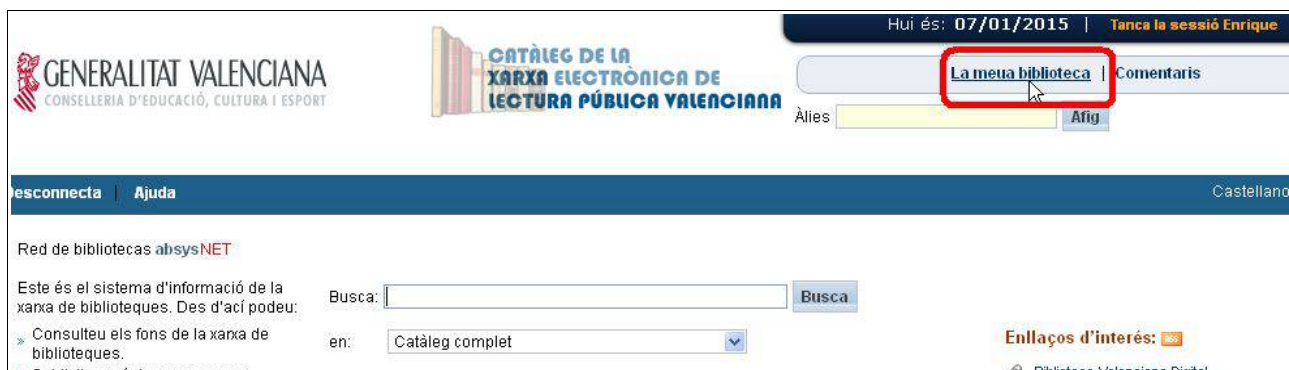 Hui és: 07/01/2015 | Tanca la sessió Enrique
GENERALITAT VALENCIANA
CONSELLERIA D'EDUCACIÓ, CULTURA I ESPORT
CATÀLEG DE LA
XARXA ELECTRÒNICA DE
LECTURA PÚBLICA VALENCIANA
La meua biblioteca | Comentaris
Àlies
Afig
esconnecta | Ajuda
Castellano
Red de bibliotecas absysNET
Este és el sistema d'informació de la
xarxa de biblioteques. Des d'ací podeu:
Busca:
Busca
» Consulteu els fons de la xarxa de
biblioteques.
en:
Catàleg complet
Enllaços d'interés:
Biblioteca Valenciana Digital